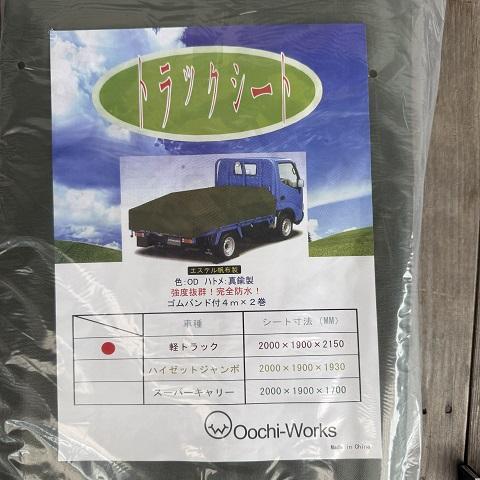 トラックシート
エステル帆布製
色:OD ハトメ:真鍮製
強度抜群！完全防水！
ゴムバンド付４ｍ×２巻
車種 シート寸法 (MM)
軽トラック 2000×1900×2150
ハイゼットジャンボ 2000×1900×1930
スーパーキャリー 2000×1900×1700
Oochi-Works
Made in China